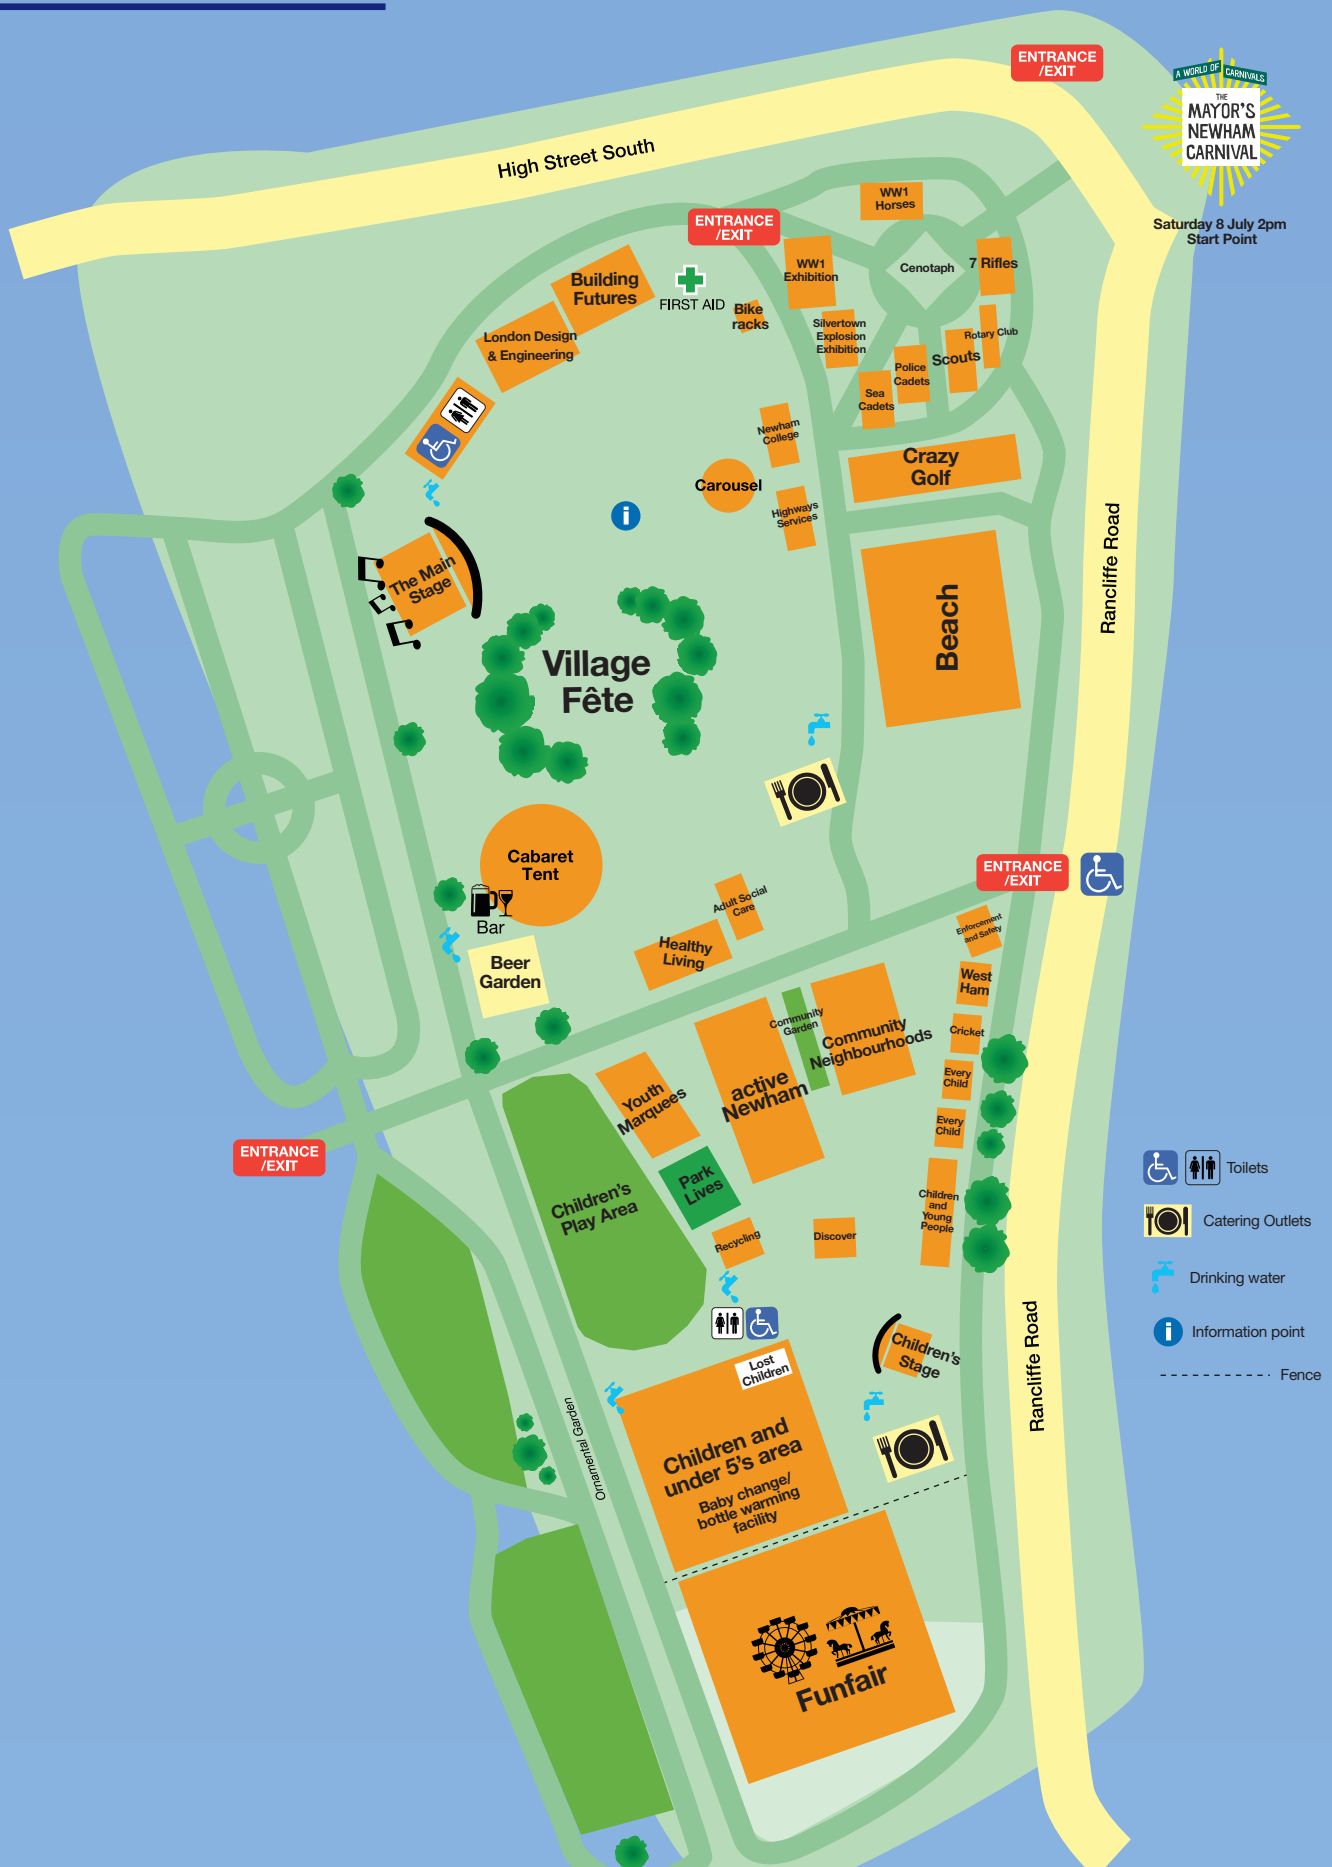 ENTRANCE
/EXIT
A WORLD OF CARNIVALS
THE
MAYOR'S
NEWHAM
CARNIVAL
Saturday 8 July 2pm
Start Point
High Street South
WW1
Horses
ENTRANCE
/EXIT
WW1
Exhibition
Cenotaph
7 Rifles
Building
Futures
FIRST AID
Bike
racks
London Design
& Engineering
Silvertown
Explosion
Exhibition
Rotary Club
Scouts
Police
Cadets
Sea
Cadets
Newham
College
Crazy
Golf
Carousel
Highways
Services
i
The Main
Stage
Rancliffe Road
Beach
Village
Fête
Cabaret
Tent
ENTRANCE
/EXIT
Bar
Adult Social
Care
Enforcement
and Safety
Healthy
Living
Beer
Garden
West
Ham
Community
Garden
Community
Neighbourhoods
Cricket
Every
Child
active
Newham
Youth
Marquees
Every
Child
ENTRANCE
/EXIT
Park
Lives
Children's
Play Area
Children
and
Young
People
Recycling
Discover
Toilets
Catering Outlets
Drinking water
i
Information point
Fence
Children's
Stage
Lost
Children
Rancliffe Road
Ornamental Garden
Children and
under 5's area
Baby change/
bottle warming
facility
Funfair